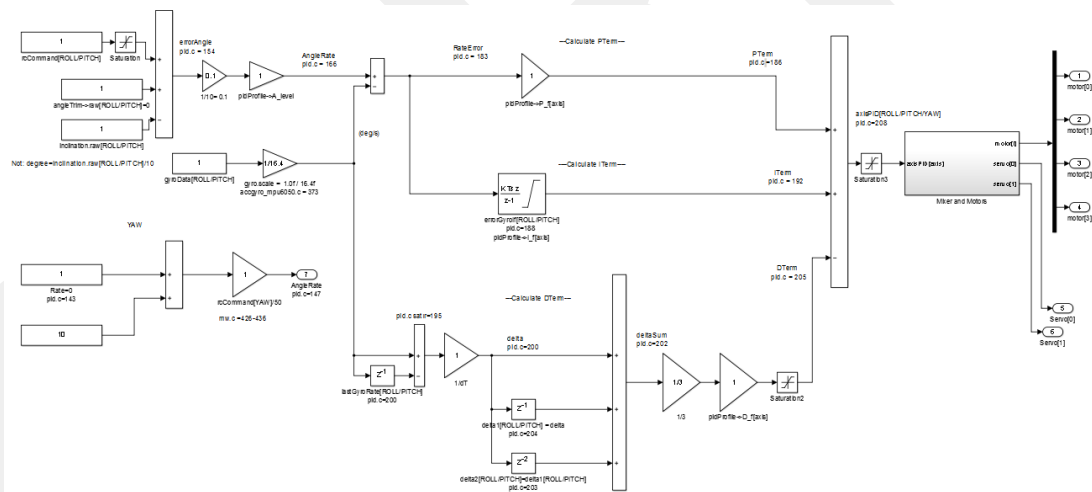 1
rcCommand[ROLL/PITCH]
Saturation
errorAngle
pid.c = 154
1
angleTrim->raw[ROLL/PITCH]=0
1
Inclination.raw[ROLL/PITCH]
0.1
1/10= 0.1
1
pidProfile->A_level
AngleRate
pid.c = 166
RateError
pid.c = 183
---Calculate PTerm---
1
pidProfile->P_f[axis]
PTerm
pid.c=186
Not: degree=Inclination.raw[ROLL/PITCH]/10
1
gyroData[ROLL/PITCH]
1/16.4
gyro.scale = 1.0f / 16.4f
accgyro_mpu6050.c = 373
(deg/s)
---Calculate ITerm---
K Ts z
z-1
errorGyroIf[ROLL/PITCH]
pid.c=188
pidProfile->I_f[axis]
ITerm
pid.c = 192
axisPID[ROLL/PITCH/YAW]
pid.c=208
Saturation3
axisPID[axis]
motor[i]
servo[0]
servo[1]
Mixer and Motors
1
motor[0]
2
motor[1]
3
motor[2]
4
motor[3]
5
Servo[0]
6
Servo[1]
YAW
1
Rate=0
pid.c=143
10
1
rcCommand[YAW]/50
mw.c =426-436
7
AngleRate
pid.c=147
---Calculate DTerm---
pid.c satır=195
z-1
lastGyroRate[ROLL/PITCH]
pid.c=200
1
1/dT
delta
pid.c=200
z-1
delta1[ROLL/PITCH] =delta
pid.c=204
z-2
delta2[ROLL/PITCH]=delta1[ROLL/PITCH]
pid.c=203
deltaSum
pid.c=202
1/3
1/3
1
pidProfile->D_f[axis]
Saturation2
DTerm
pid.c = 205